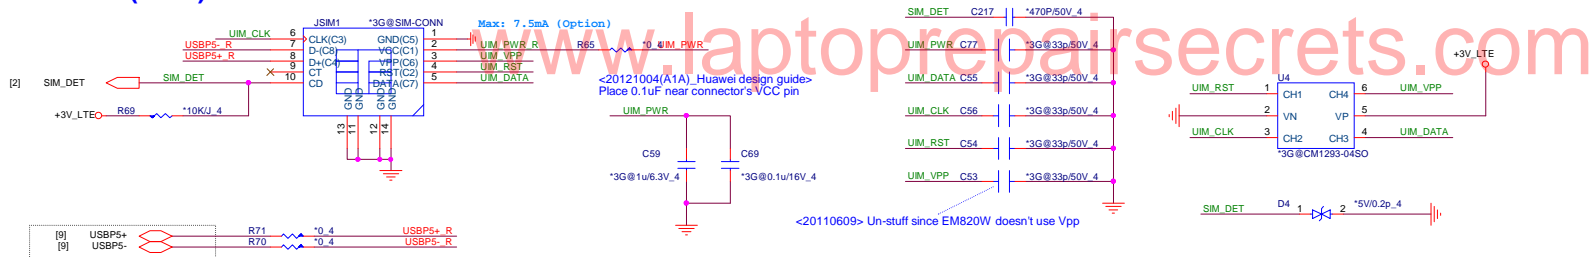 JSIM1 *3G@SIM-CONN
Max: 7.5mA (Option)
UIM_CLK 6 CLK(C3) GND(C5) 1
USBP5-_R 7 D-(C8) VCC(C1) 2 UIM_PWR_R R65 *0_4 UIM_PWR
USBP5+_R 8 D+(C4) VPP(C6) 3 UIM_VPP
9 CT RST(C2) 4 UIM_RST
[2] SIM_DET SIM_DET 10 CD DATA(C7) 5 UIM_DATA
GND GND GND GND
13 11 12 14
+3V_LTE R69 *10K/J_4
<20121004(A1A)_Huawei design guide>
Place 0.1uF near connector's VCC pin
UIM_PWR
C59 C69
*3G@1u/6.3V_4 *3G@0.1u/16V_4
SIM_DET C217 *470P/50V_4
UIM_PWR C77 *3G@33p/50V_4
UIM_DATA C55 *3G@33p/50V_4
UIM_CLK C56 *3G@33p/50V_4
UIM_RST C54 *3G@33p/50V_4
UIM_VPP C53 *3G@33p/50V_4
<20110609> Un-stuff since EM820W doesn't use Vpp
+3V_LTE
U4
UIM_RST 1 CH1 CH4 6 UIM_VPP
2 VN VP 5
UIM_CLK 3 CH2 CH3 4 UIM_DATA
*3G@CM1293-04SO
SIM_DET D4 1 2 *5V/0.2p_4
[9] USBP5+ R71 *0_4 USBP5+_R
[9] USBP5- R70 *0_4 USBP5-_R
www.laptoprepairsecrets.com